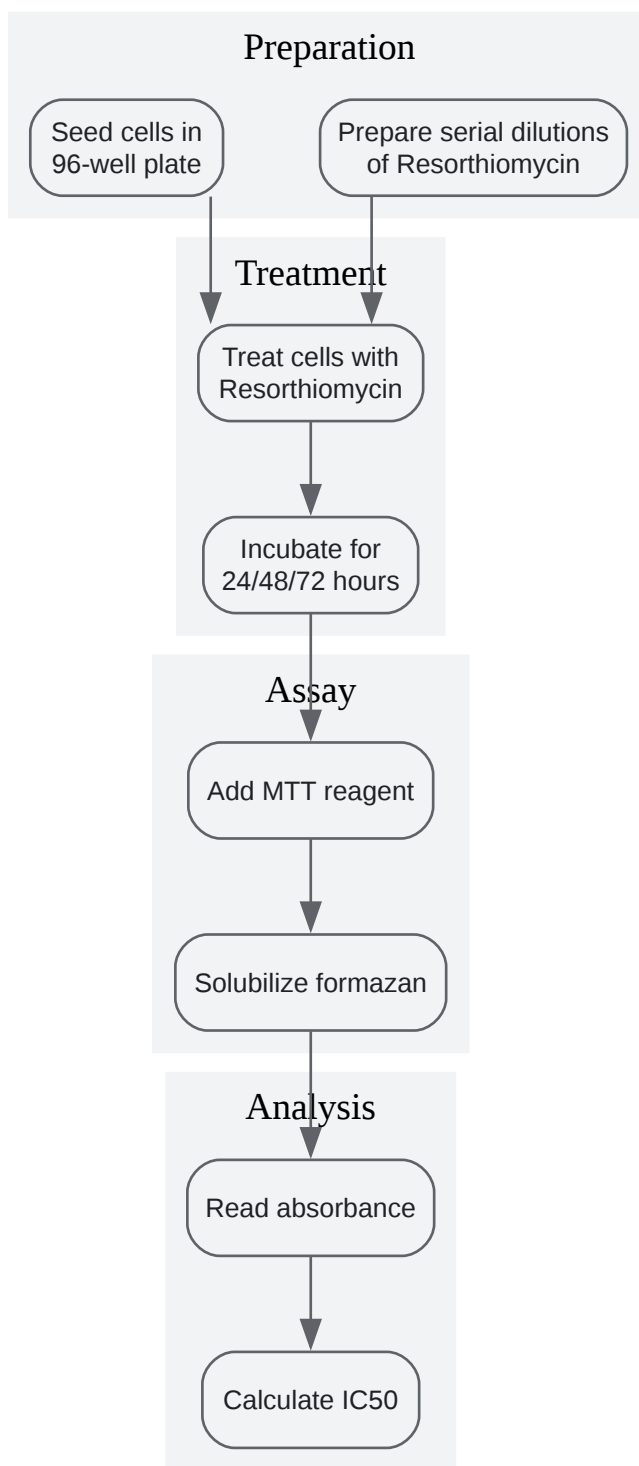 Preparation
Seed cells in
96-well plate
Prepare serial dilutions
of Resorthiomycin
Treatment
Treat cells with
Resorthiomycin
Incubate for
24/48/72 hours
Assay
Add MTT reagent
Solubilize formazan
Analysis
Read absorbance
Calculate IC50